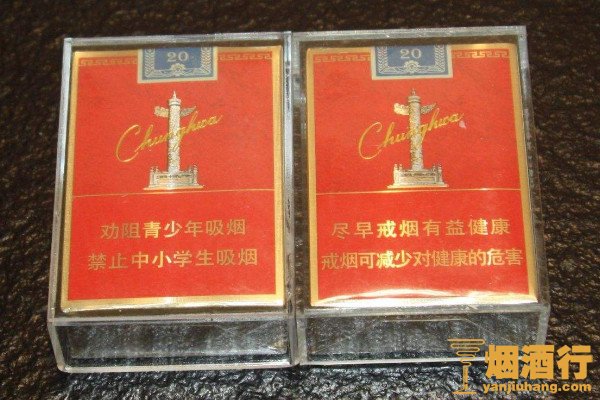 20
Chunghwa
劝阻青少年吸烟
禁止中小学生吸烟
20
Chunghwa
尽早戒烟有益健康
戒烟可减少对健康的危害
烟酒行
yanjiuhang.com